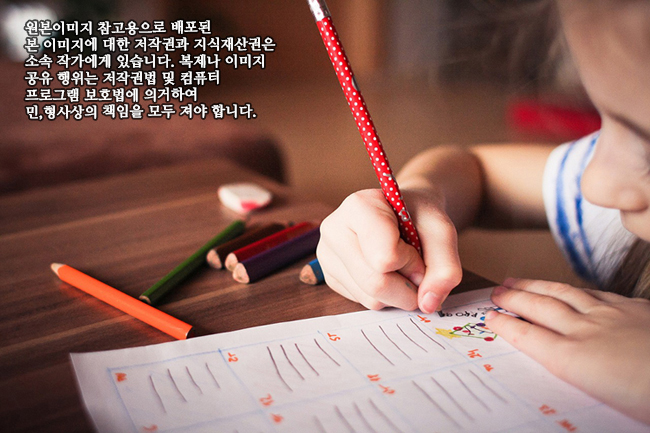 원본이미지 참고용으로 배포된
본 이미지에 대한 저작권과 지식재산권은
소속 작가에게 있습니다. 복제나 이미지
공유 행위는 저작권법 및 컴퓨터
프로그램 보호법에 의거하여
민,형사상의 책임을 모두 져야 합니다.